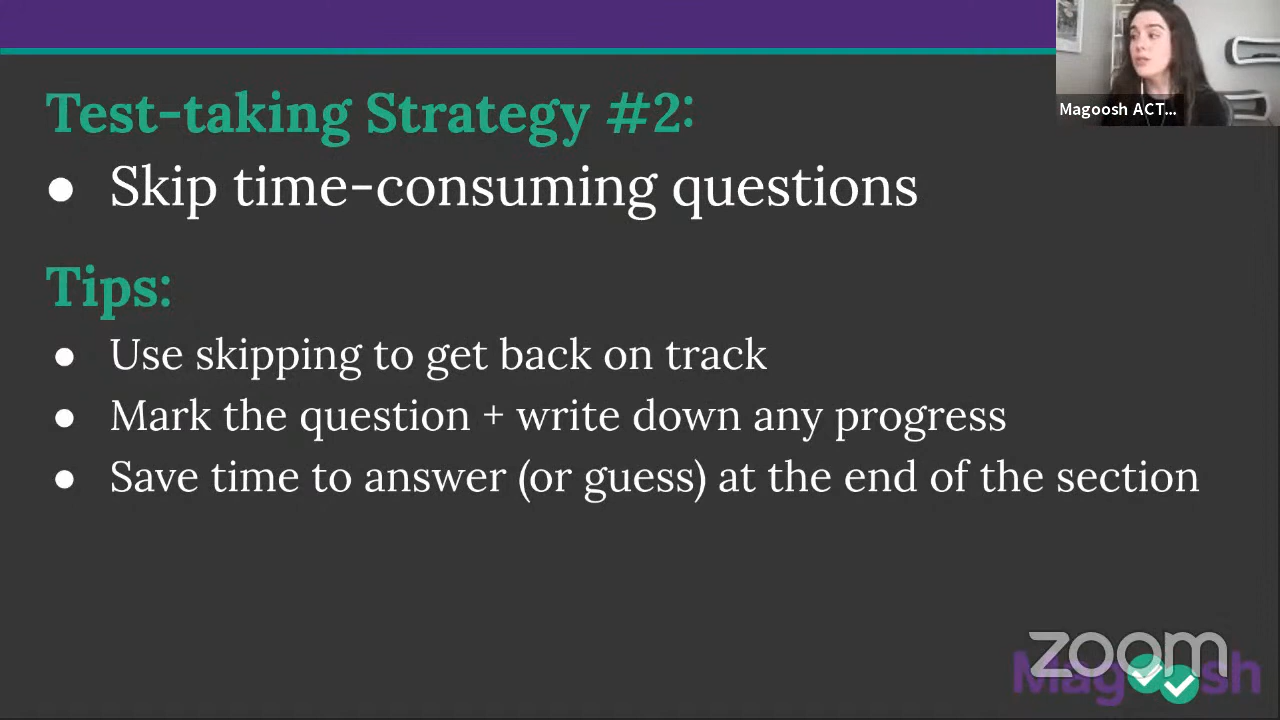 Magoosh ACT...
Test-taking Strategy #2:
● Skip time-consuming questions
Tips:
● Use skipping to get back on track
● Mark the question + write down any progress
● Save time to answer (or guess) at the end of the section
zoom
Magoosh